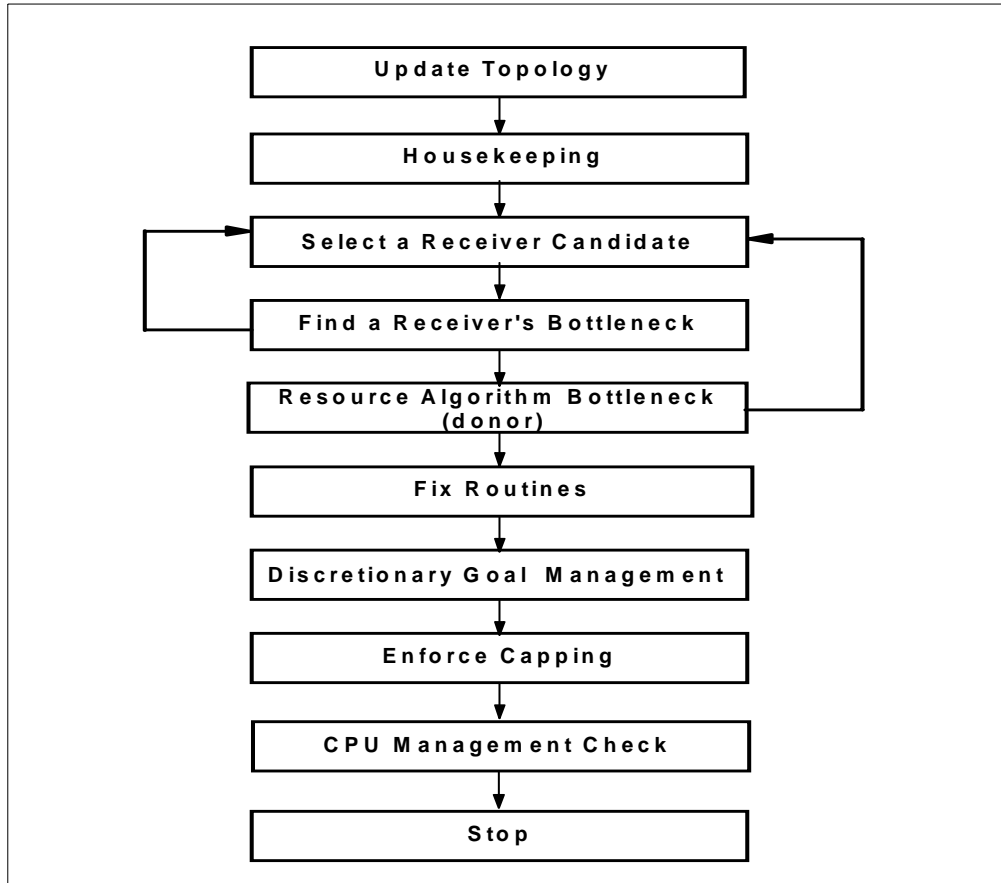 Update Topology
Housekeeping
Select a Receiver Candidate
Find a Receiver's Bottleneck
Resource Algorithm Bottleneck
(donor)
Fix Routines
Discretionary Goal Management
Enforce Capping
CPU Management Check
Stop